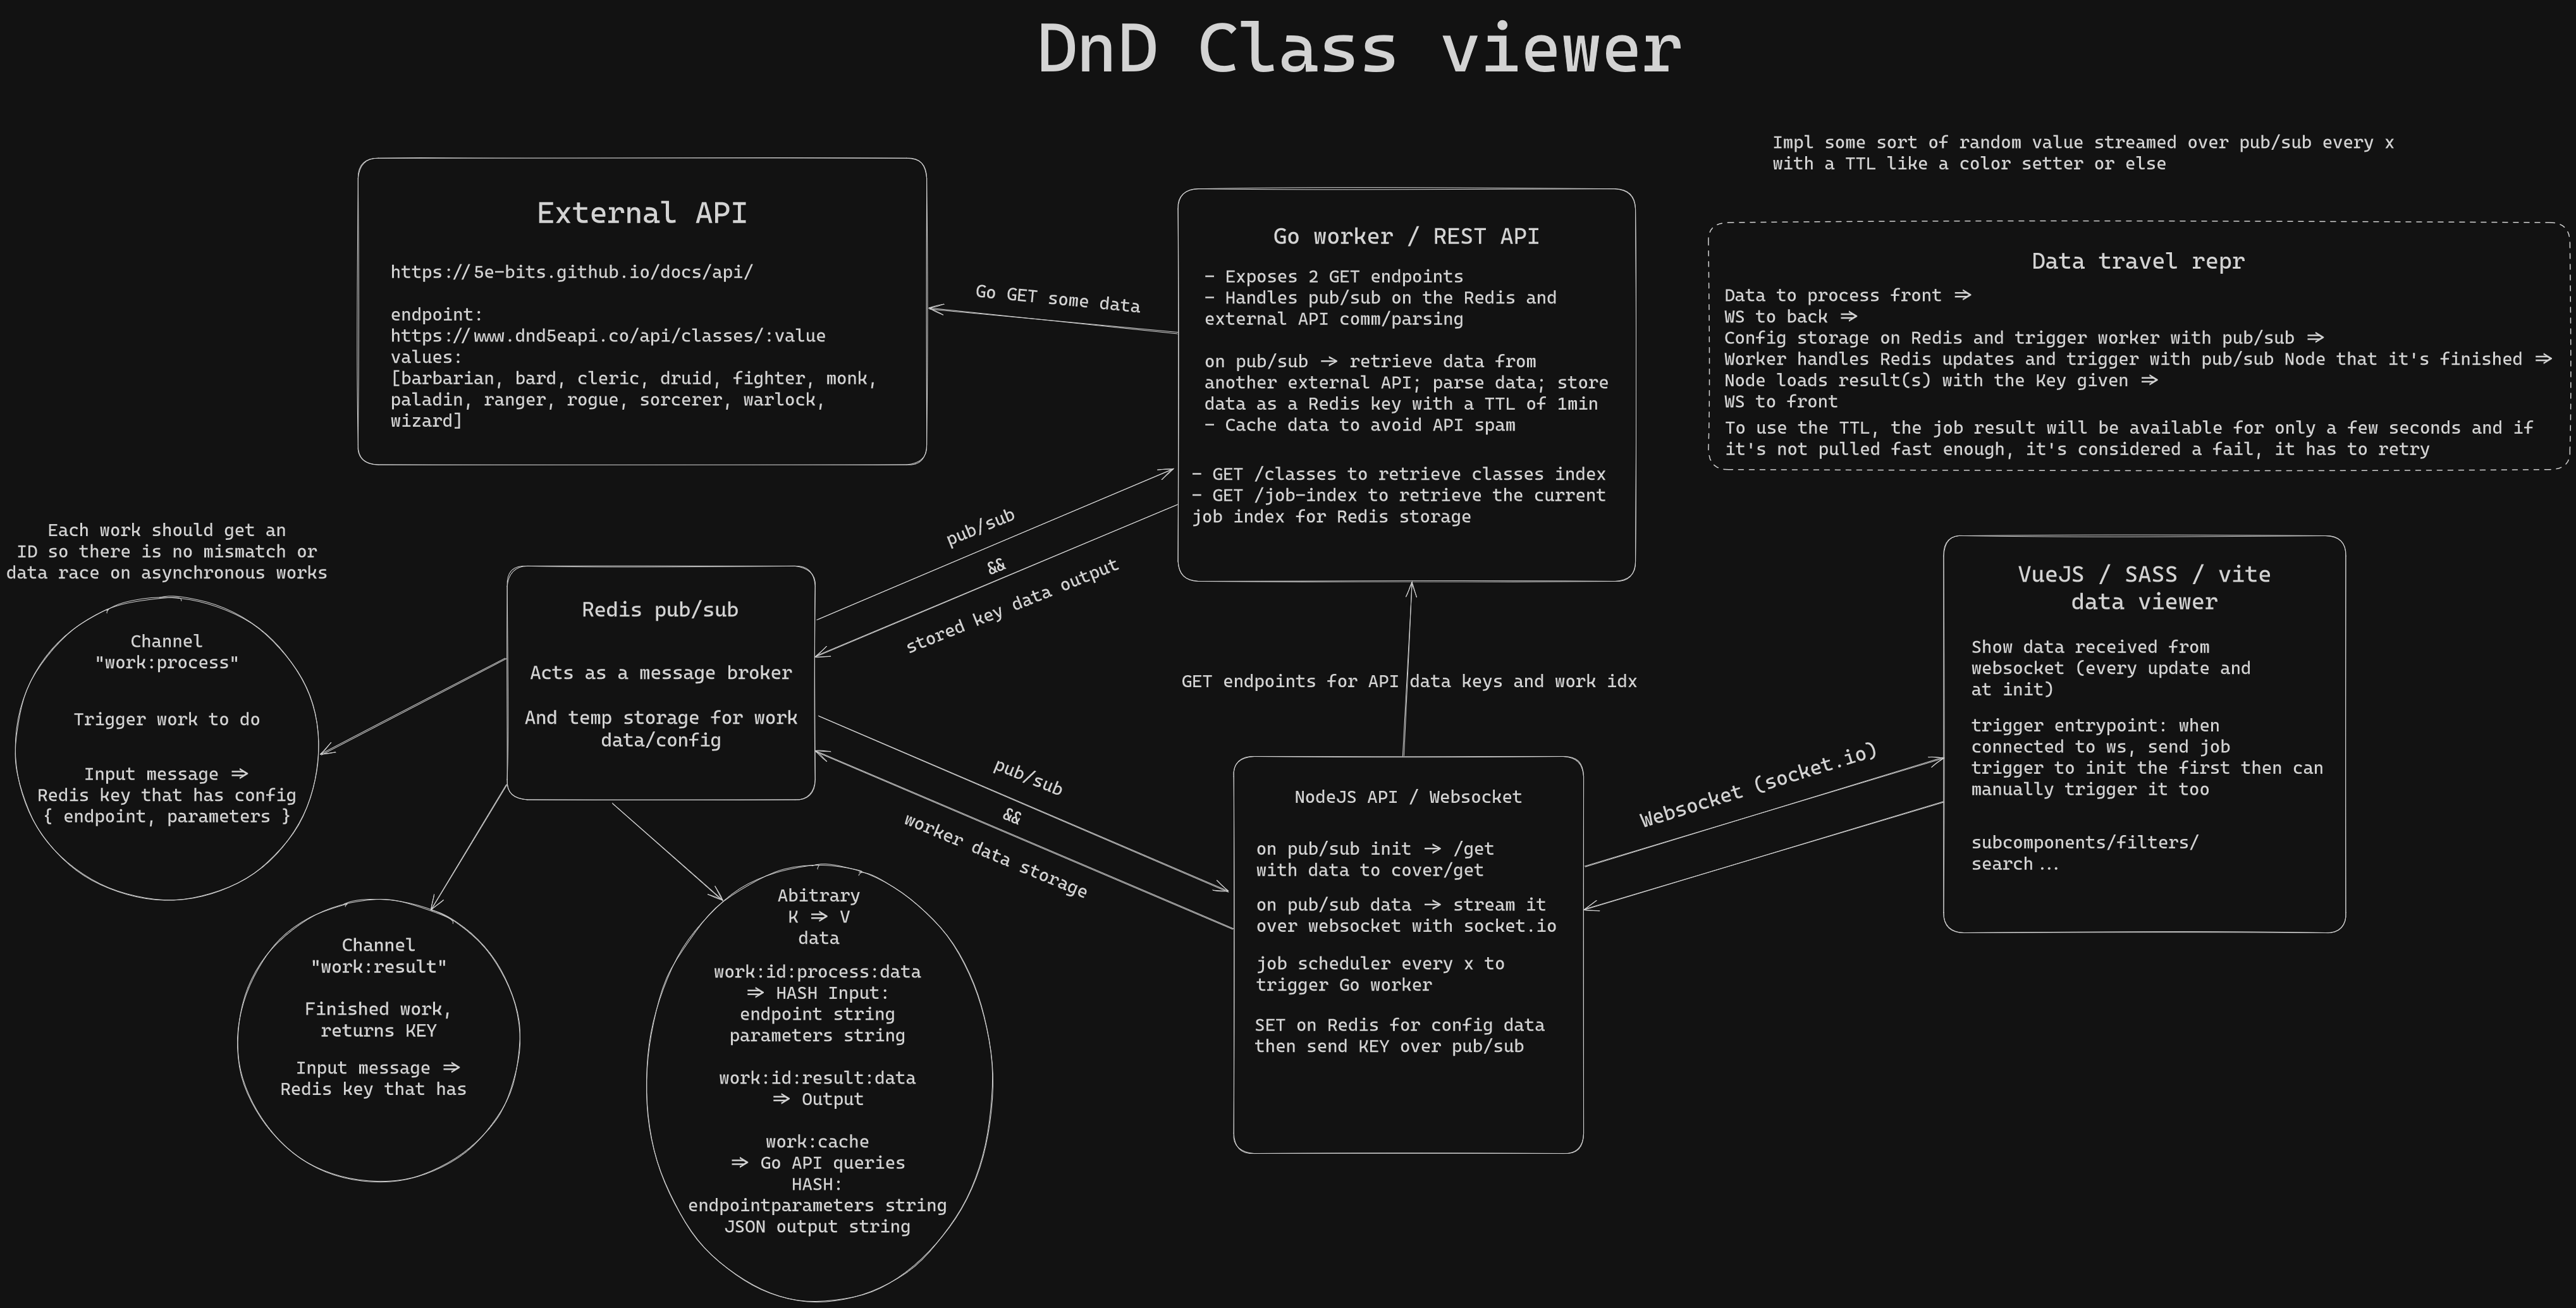 DnD Class viewer
Impl some sort of random value streamed over pub/sub every x
with a TTL like a color setter or else
External API
https://5e-bits.github.io/docs/api/
endpoint:
https://www.dnd5eapi.co/api/classes/:value
values:
[barbarian, bard, cleric, druid, fighter, monk,
paladin, ranger, rogue, sorcerer, warlock,
wizard]
Go GET some data
Go worker / REST API
- Exposes 2 GET endpoints
- Handles pub/sub on the Redis and
external API comm/parsing
on pub/sub -> retrieve data from
another external API; parse data; store
data as a Redis key with a TTL of 1min
- Cache data to avoid API spam
- GET /classes to retrieve classes index
- GET /job-index to retrieve the current
job index for Redis storage
Data travel repr
Data to process front =>
WS to back =>
Config storage on Redis and trigger worker with pub/sub =>
Worker handles Redis updates and trigger with pub/sub Node that it's finished =>
Node loads result(s) with the Key given =>
WS to front
To use the TTL, the job result will be available for only a few seconds and if
it's not pulled fast enough, it's considered a fail, it has to retry
Each work should get an
ID so there is no mismatch or
data race on asynchronous works
Channel
"work:process"
Trigger work to do
Input message =>
Redis key that has config
{ endpoint, parameters }
Redis pub/sub
Acts as a message broker
And temp storage for work
data/config
pub/sub
&&
stored key data output
GET endpoints for API data keys and work idx
pub/sub
&&
worker data storage
NodeJS API / Websocket
on pub/sub init -> /get
with data to cover/get
on pub/sub data -> stream it
over websocket with socket.io
job scheduler every x to
trigger Go worker
SET on Redis for config data
then send KEY over pub/sub
Websocket (socket.io)
VueJS / SASS / vite
data viewer
Show data received from
websocket (every update and
at init)
trigger entrypoint: when
connected to ws, send job
trigger to init the first then can
manually trigger it too
subcomponents/filters/
search...
Channel
"work:result"
Finished work,
returns KEY
Input message =>
Redis key that has
Abitrary
K => V
data
work:id:process:data
=> HASH Input:
endpoint string
parameters string
work:id:result:data
=> Output
work:cache
=> Go API queries
HASH:
endpointparameters string
JSON output string